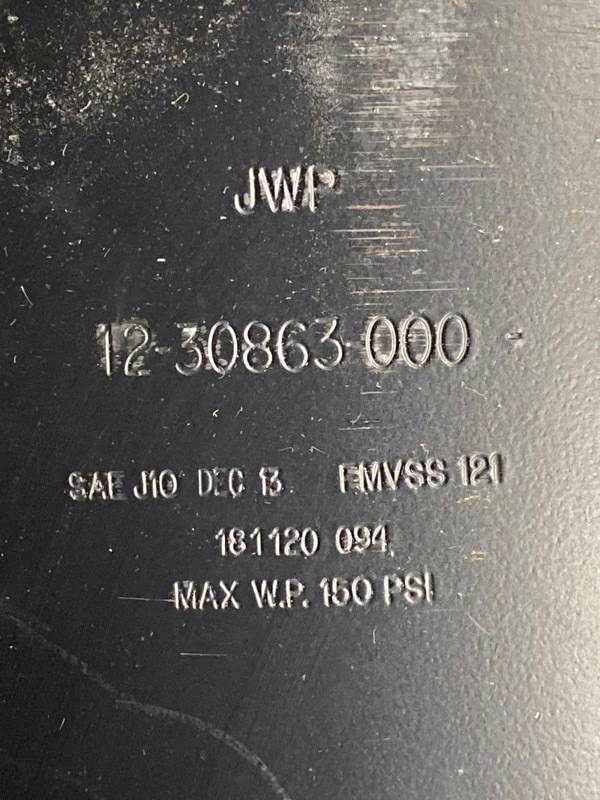 JWP
12-30863-000
SAE J10 DEC 13 FMVSS 121
181120 094
MAX W.P. 150 PSI